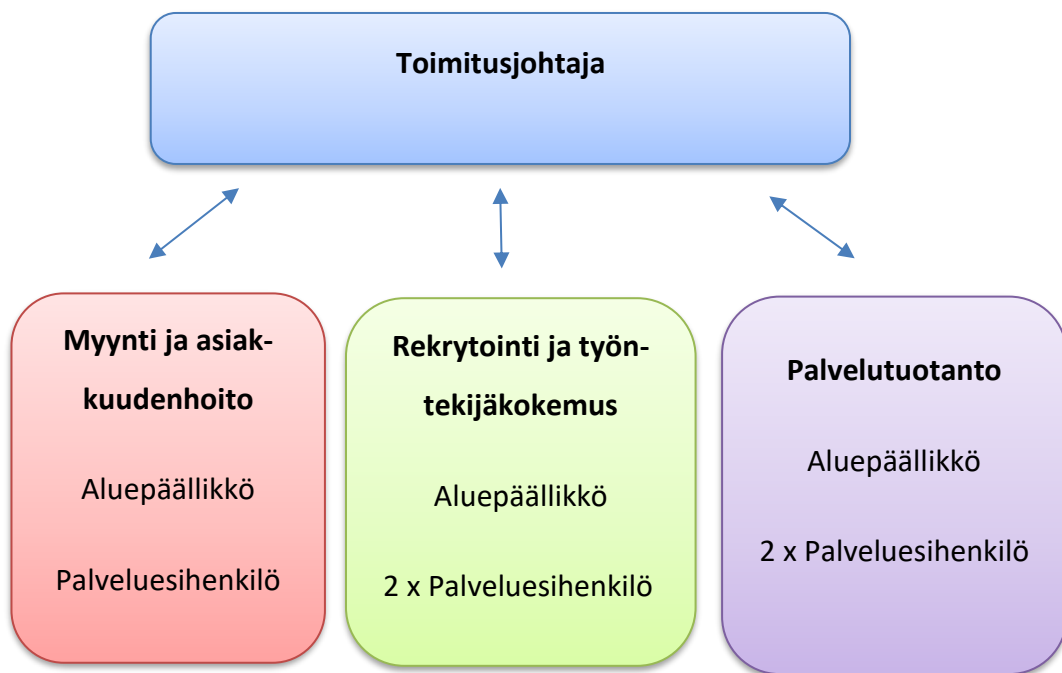 Toimitusjohtaja
Myynti ja asiak-
kuudenhoito
Aluepäällikkö
Palveluesihenkilö
Rekrytointi ja työn-
tekijäkokemus
Aluepäällikkö
2 x Palveluesihenkilö
Palvelutuotanto
Aluepäällikkö
2 x Palveluesihenkilö